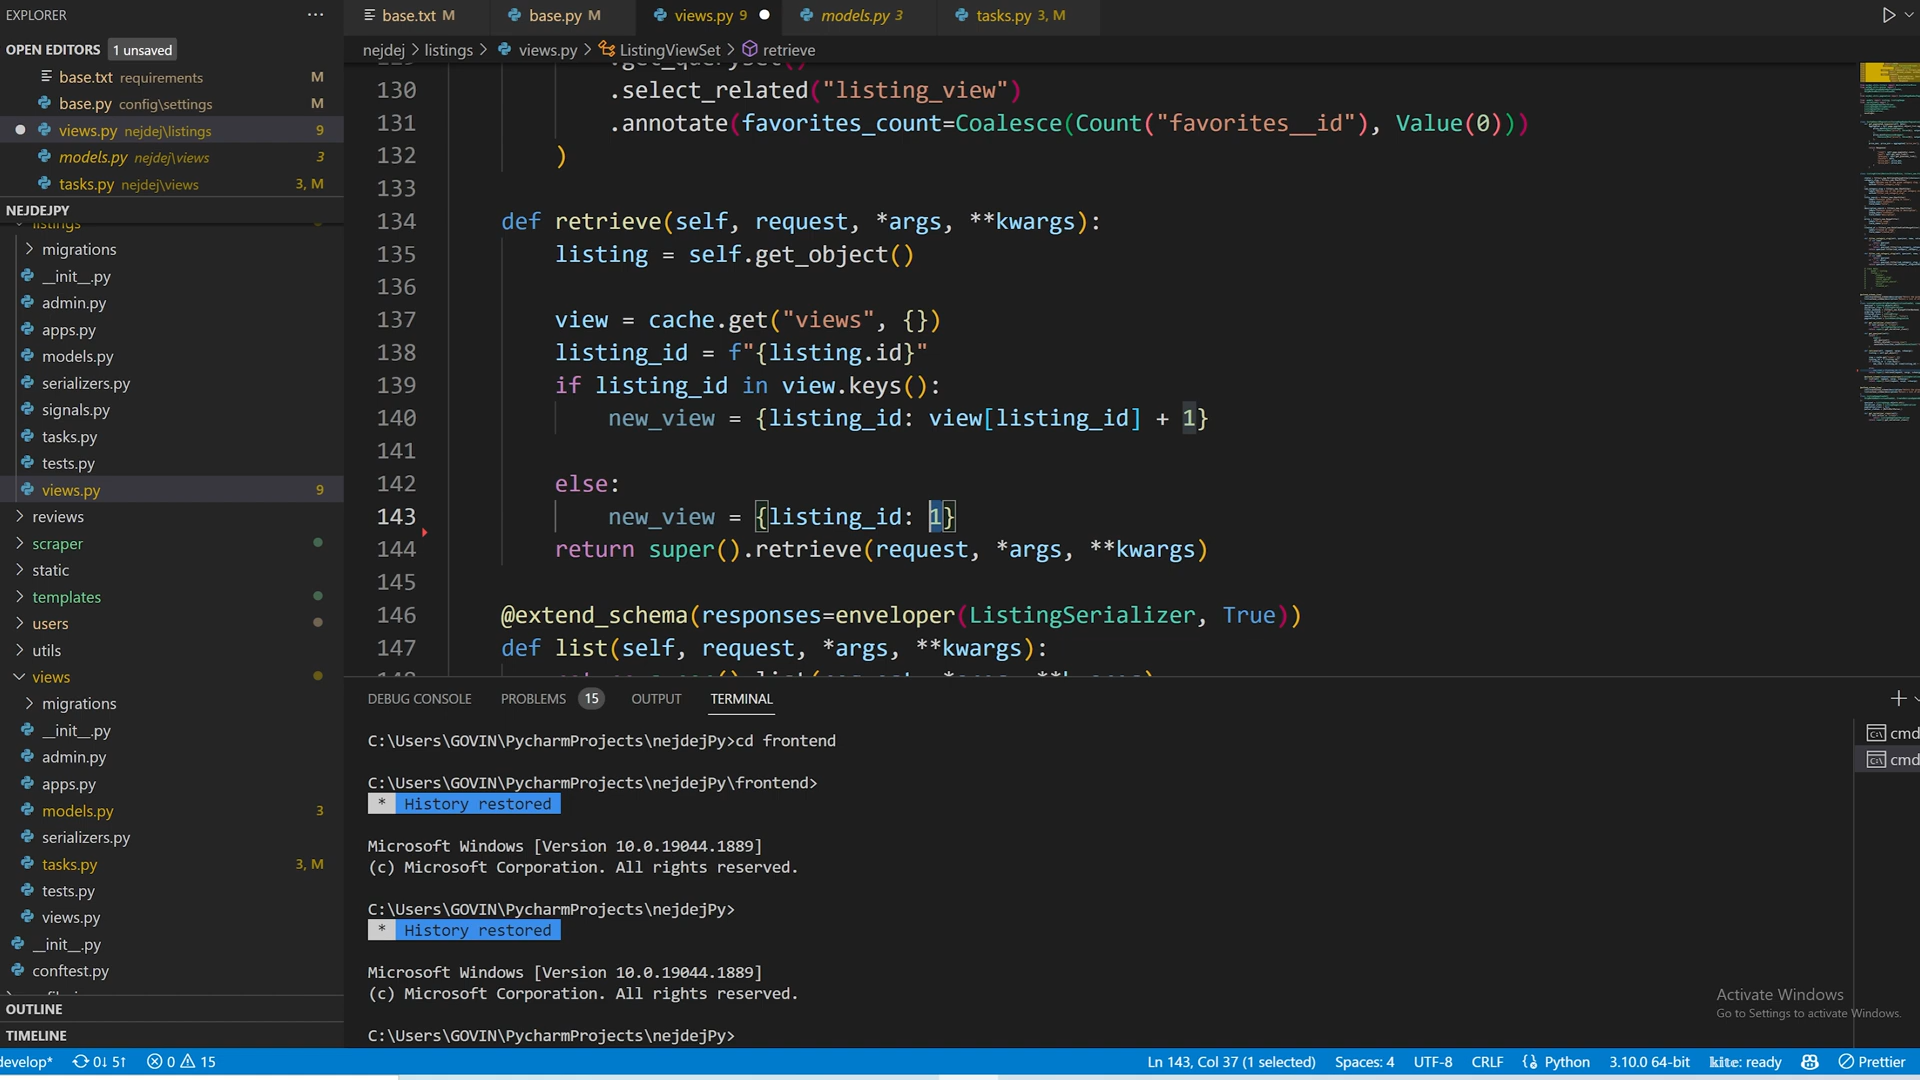 EXPLORER
base.txt M
base.py M
views.py 9
models.py 3
tasks.py 3, M
OPEN EDITORS 1 unsaved
nejdej > listings > views.py > ListingViewSet > retrieve
base.txt requirements M
base.py config\settings M
views.py nejdej\listings 9
models.py nejdej\views 3
tasks.py nejdej\views 3, M
NEJDEJPY
listings
migrations
__init__.py
admin.py
apps.py
models.py
serializers.py
signals.py
tasks.py
tests.py
views.py 9
reviews
scraper
static
templates
users
utils
views
migrations
__init__.py
admin.py
apps.py
models.py 3
serializers.py
tasks.py 3, M
tests.py
views.py
__init__.py
conftest.py
OUTLINE
TIMELINE
129 .get_queryset()
130 .select_related("listing_view")
131 .annotate(favorites_count=Coalesce(Count("favorites__id"), Value(0)))
132 )
133
134 def retrieve(self, request, *args, **kwargs):
135 listing = self.get_object()
136
137 view = cache.get("views", {})
138 listing_id = f"{listing.id}"
139 if listing_id in view.keys():
140 new_view = {listing_id: view[listing_id] + 1}
141
142 else:
143 new_view = {listing_id: 1}
144 return super().retrieve(request, *args, **kwargs)
145
146 @extend_schema(responses=enveloper(ListingSerializer, True))
147 def list(self, request, *args, **kwargs):
148 return super().list(request, *args, **kwargs)
DEBUG CONSOLE PROBLEMS 15 OUTPUT TERMINAL
C:\Users\GOVIN\PycharmProjects\nejdejPy>cd frontend
C:\Users\GOVIN\PycharmProjects\nejdejPy\frontend>
* History restored
Microsoft Windows [Version 10.0.19044.1889]
(c) Microsoft Corporation. All rights reserved.
C:\Users\GOVIN\PycharmProjects\nejdejPy>
* History restored
Microsoft Windows [Version 10.0.19044.1889]
(c) Microsoft Corporation. All rights reserved.
C:\Users\GOVIN\PycharmProjects\nejdejPy>
cmd
cmd
Activate Windows
Go to Settings to activate Windows.
develop* 0↓ 5↑ 0 15
Ln 143, Col 37 (1 selected) Spaces: 4 UTF-8 CRLF Python 3.10.0 64-bit kite: ready Prettier